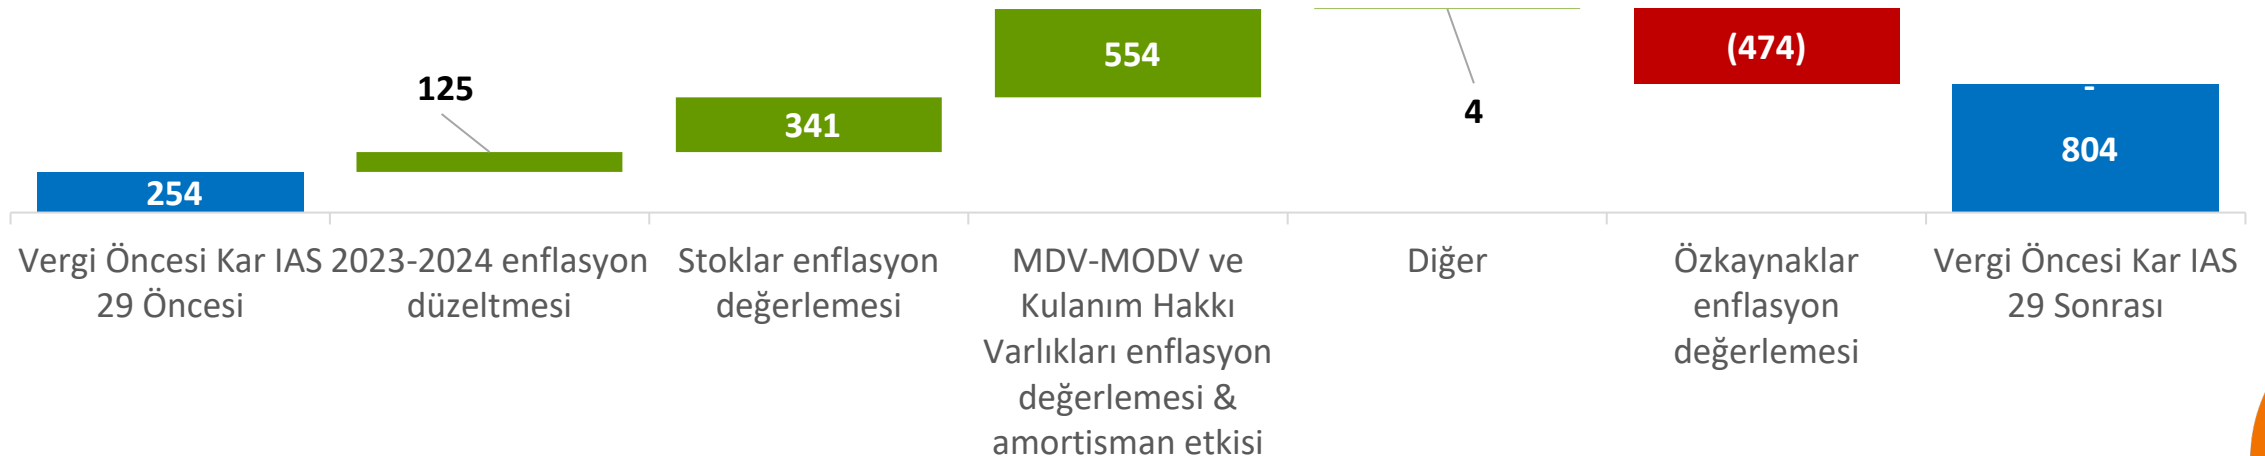 554
(474)
125
4
341
-
804
254
Vergi Öncesi Kar IAS
29 Öncesi
2023-2024 enflasyon
düzeltmesi
Stoklar enflasyon
değerlemesi
MDV-MODV ve
Kulanım Hakkı
Varlıkları enflasyon
değerlemesi &
amortisman etkisi
Diğer
Özkaynaklar
enflasyon
değerlemesi
Vergi Öncesi Kar IAS
29 Sonrası